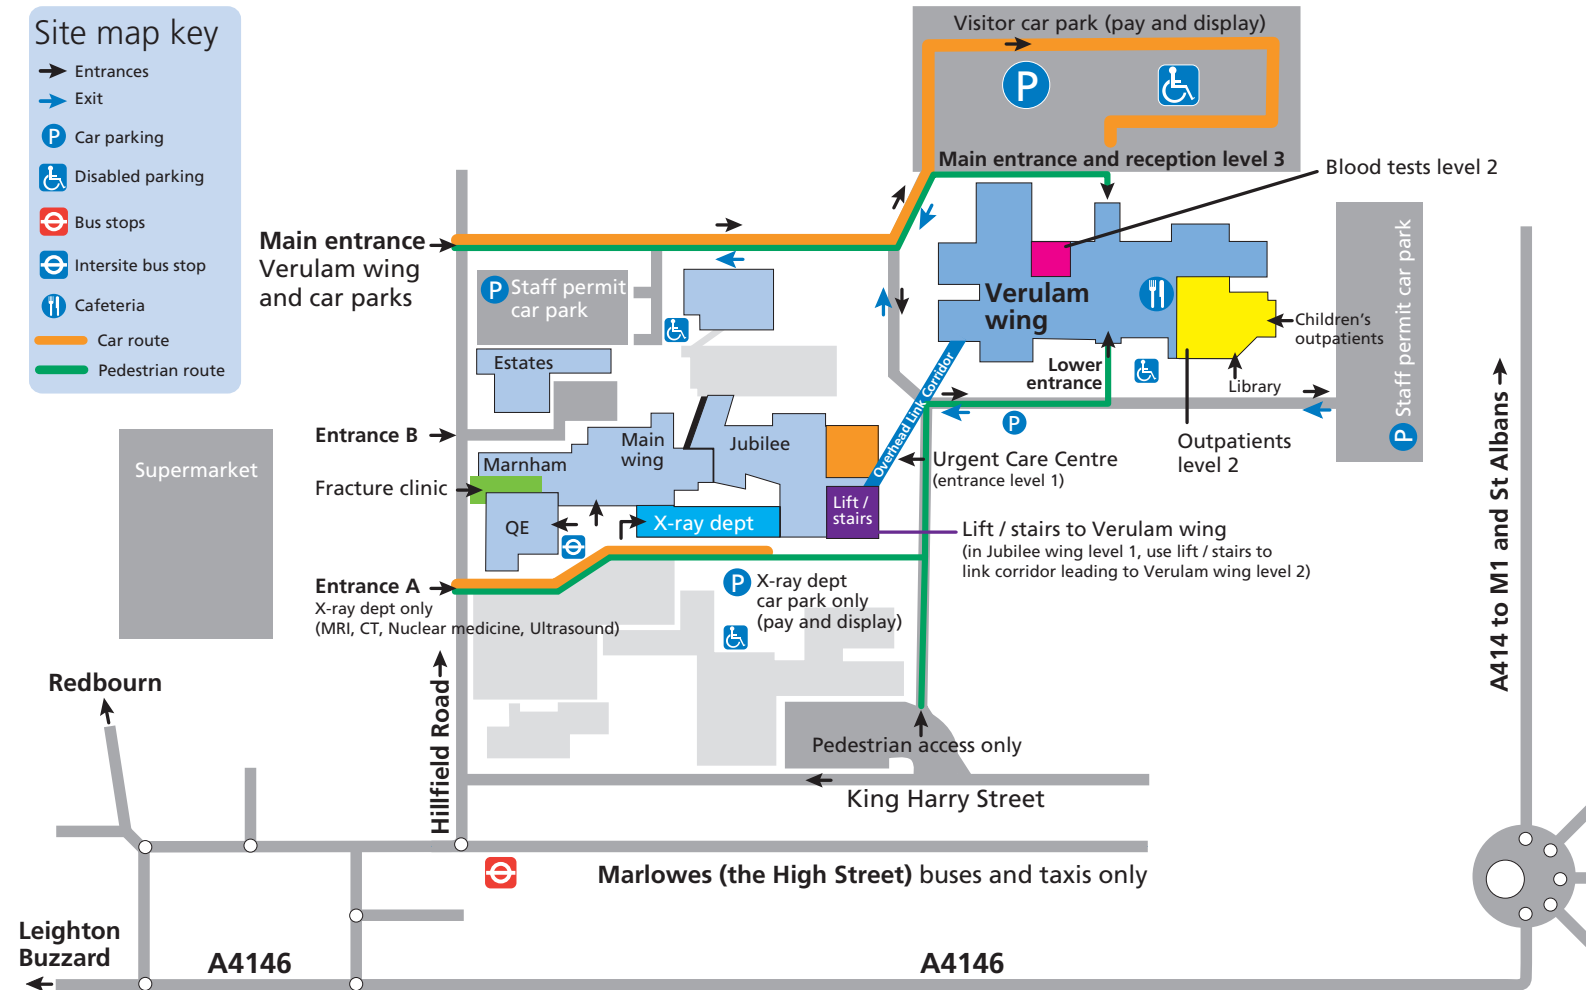 Site map key
Entrances
Exit
P
Car parking
Disabled parking
Bus stops
Intersite bus stop
Cafeteria
Car route
Pedestrian route
Visitor car park (pay and display)
P
Main entrance and reception level 3
Blood tests level 2
Main entrance
Verulam wing
and car parks
P Staff permit
car park
Verulam
wing
Children's
outpatients
Library
Lower
entrance
Outpatients
level 2
P Staff permit car park
P
Estates
Entrance B
Main
wing
Jubilee
Marnham
Overhead Link Corridor
Urgent Care Centre
(entrance level 1)
Supermarket
Fracture clinic
QE
X-ray dept
Lift /
stairs
Lift / stairs to Verulam wing
(in Jubilee wing level 1, use lift / stairs to
link corridor leading to Verulam wing level 2)
Entrance A
X-ray dept only
(MRI, CT, Nuclear medicine, Ultrasound)
P X-ray dept
car park only
(pay and display)
A414 to M1 and St Albans
Redbourn
Hillfield Road
Pedestrian access only
King Harry Street
Marlowes (the High Street) buses and taxis only
Leighton
Buzzard
A4146
A4146